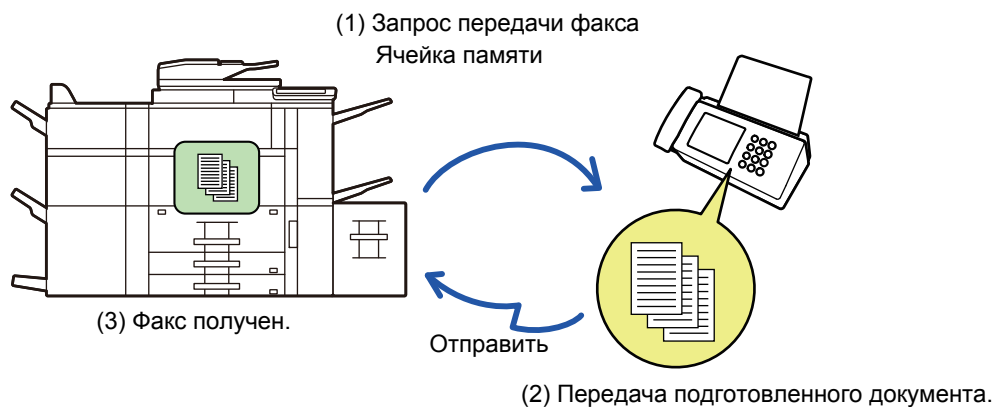 (1) Запрос передачи факса
Ячейка памяти
(3) Факс получен.
Отправить
(2) Передача подготовленного документа.